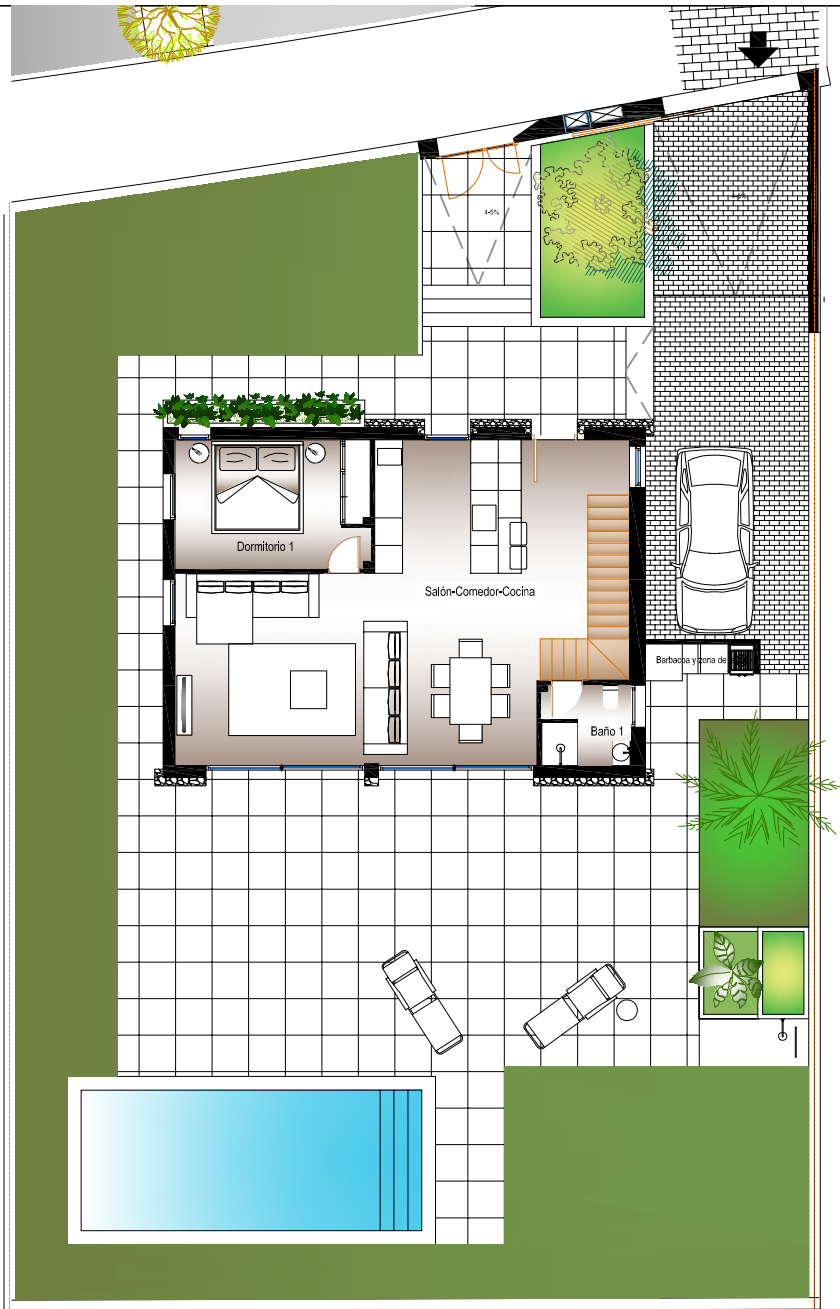 4-5%
Dormitorio 1
Salón-Comedor-Cocina
Barbacoa y zona de
Baño 1